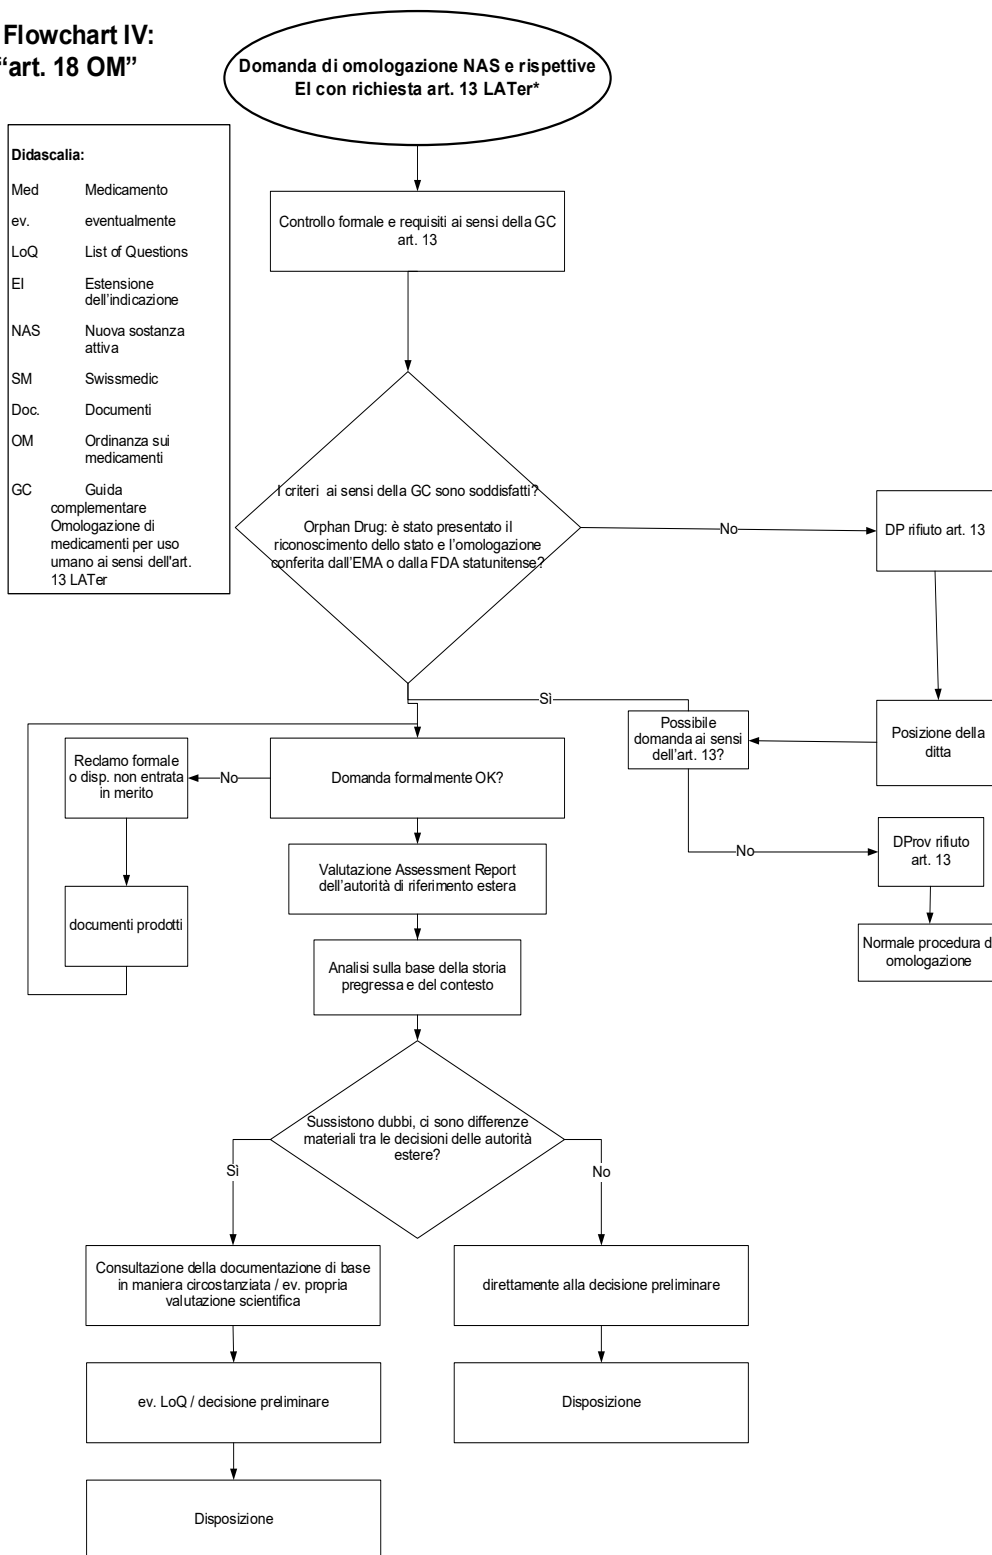 Flowchart IV:
“art. 18 OM”
Domanda di omologazione NAS e rispettive
EI con richiesta art. 13 LATer*
Didascalia:
Med Medicamento
ev. eventualmente
LoQ List of Questions
EI Estensione
dell'indicazione
NAS Nuova sostanza
attiva
SM Swissmedic
Doc. Documenti
OM Ordinanza sui
medicamenti
GC Guida
complementare
Omologazione di
medicamenti per uso
umano ai sensi dell'art.
13 LATer
Controllo formale e requisiti ai sensi della GC
art. 13
I criteri ai sensi della GC sono soddisfatti?
Orphan Drug: è stato presentato il
riconoscimento dello stato e l'omologazione
conferita dall'EMA o dalla FDA statunitense?
No
DP rifiuto art. 13
Posizione della
ditta
Sì
Possibile
domanda ai sensi
dell'art. 13?
No
DProv rifiuto
art. 13
Normale procedura d
omologazione
Domanda formalmente OK?
No
Reclamo formale
o disp. non entrata
in merito
documenti prodotti
Valutazione Assessment Report
dell'autorità di riferimento estera
Analisi sulla base della storia
pregressa e del contesto
Sussistono dubbi, ci sono differenze
materiali tra le decisioni delle autorità
estere?
Sì
No
Consultazione della documentazione di base
in maniera circostanziata / ev. propria
valutazione scientifica
direttamente alla decisione preliminare
ev. LoQ / decisione preliminare
Disposizione
Disposizione